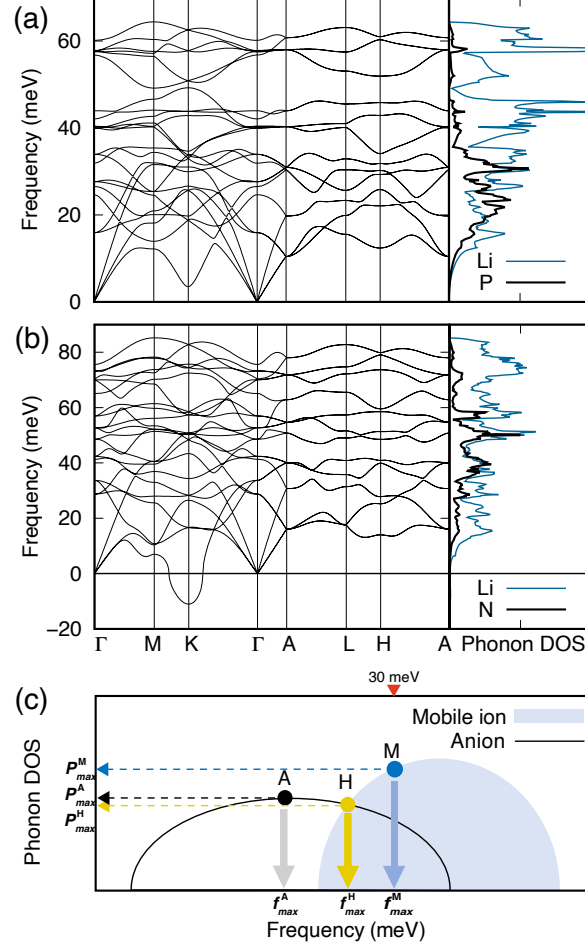 (a)
60
40
20
0
Frequency (meV)
Li
P
(b)
80
60
40
20
0
−20
Frequency (meV)
Li
N
Γ M K Γ A L H A Phonon DOS
(c)
30 meV
Mobile ion
Anion
Phonon DOS
P^M_max
P^A_max
P^H_max
A H M
f^A_max f^H_max f^M_max
Frequency (meV)